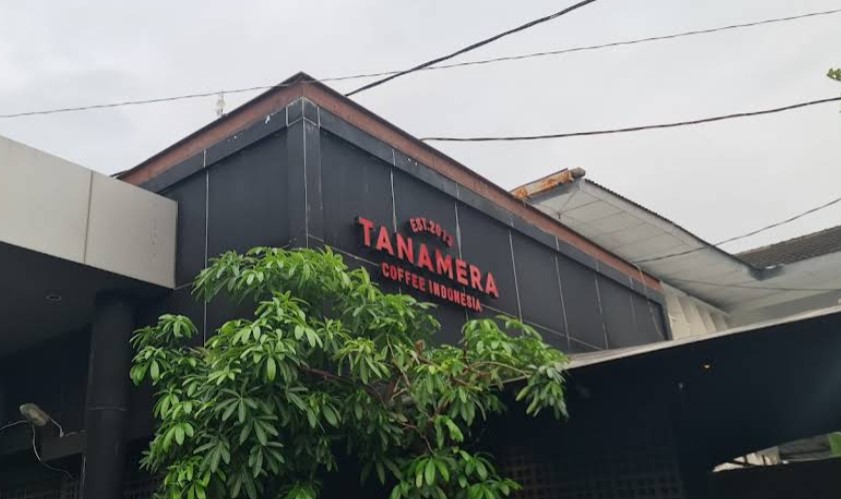 EST.2013
TANAMERA
COFFEE INDONESIA